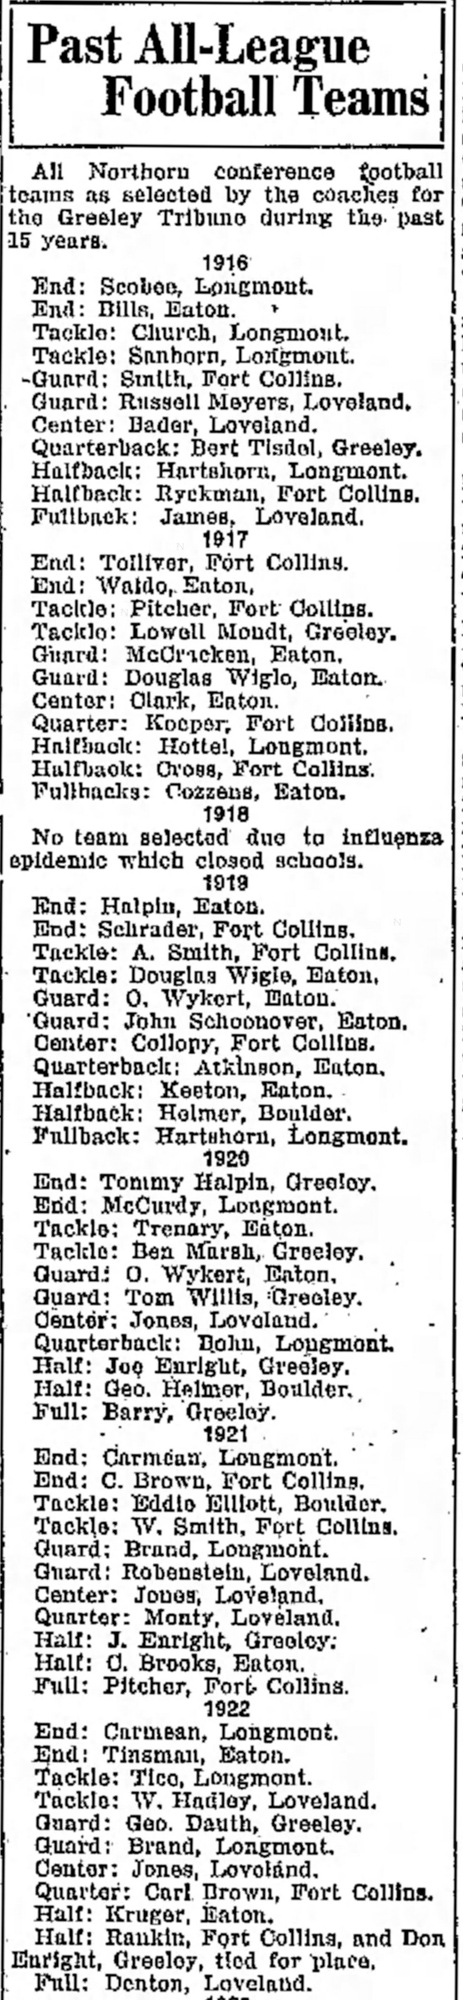 Past All-League
Football Teams
All Northern conference football
teams as selected by the coaches for
the Greeley Tribune during the past
15 years.
1916
End: Scobee, Longmont.
End: Bills, Eaton.
Tackle: Church, Longmont.
Tackle: Sanborn, Longmont.
Guard: Smith, Fort Collins.
Guard: Russell Meyers, Loveland.
Center: Bader, Loveland.
Quarterback: Bert Tisdel, Greeley.
Halfback: Hartshorn, Longmont.
Halfback: Ryckman, Fort Collins.
Fullback: James, Loveland.
1917
End: Tolliver, Fort Collins.
End: Waldo, Eaton,
Tackle: Pitcher, Fort Collins.
Tackle: Lowell Moudt, Greeley.
Guard: McCracken, Eaton.
Guard: Douglas Wigle, Eaton.
Center: Clark, Eaton.
Quarter: Kooper, Fort Collins.
Halfback: Hottel, Longmont.
Halfback: Cross, Fort Collins.
Fullbacks: Cozzens, Eaton.
1918
No team selected due to influenza
epidemic which closed schools.
1919
End: Halpin, Eaton.
End: Schrader, Fort Collins.
Tackle: A. Smith, Fort Collins.
Tackle: Douglas Wigle, Eaton.
Guard: O. Wykert, Eaton.
Guard: John Schoonover, Eaton.
Center: Collopy, Fort Collins.
Quarterback: Atkinson, Eaton.
Halfback: Keeton, Eaton.
Halfback: Helmer, Boulder.
Fullback: Hartshorn, Longmont.
1920
End: Tommy Halpin, Greeley.
End: McCurdy, Longmont.
Tackle: Trenary, Eaton.
Tackle: Ben Marsh, Greeley.
Guard: O. Wykert, Eaton.
Guard: Tom Willis, Greeley.
Center: Jones, Loveland.
Quarterback: Bohn, Longmont.
Half: Joe Enright, Greeley.
Half: Geo. Helmer, Boulder.
Full: Barry, Greeley.
1921
End: Carmean, Longmont.
End: C. Brown, Fort Collins.
Tackle: Eddie Elliott, Boulder.
Tackle: W. Smith, Fort Collins.
Guard: Brand, Longmont.
Guard: Robenstein, Loveland.
Center: Jones, Loveland.
Quarter: Monty, Loveland.
Half: J. Enright, Greeley.
Half: C. Brooks, Eaton.
Full: Pitcher, Fort Collins.
1922
End: Carmean, Longmont.
End: Tinsman, Eaton.
Tackle: Tice, Longmont.
Tackle: W. Hadley, Loveland.
Guard: Geo. Dauth, Greeley.
Guard: Brand, Longmont.
Center: Jones, Loveland.
Quarter: Carl Brown, Fort Collins.
Half: Kruger, Eaton.
Half: Rankin, Fort Collins, and Don
Enright, Greeley, tied for place.
Full: Denton, Loveland.